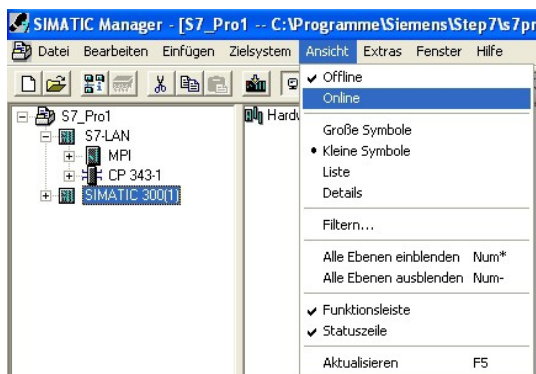 SIMATIC Manager - [S7_Pro1 -- C:\Programme\Siemens\Step7\s7pr
Datei Bearbeiten Einfügen Zielsystem Ansicht Extras Fenster Hilfe
Offline
Online
Große Symbole
Kleine Symbole
Liste
Details
Filtern...
Alle Ebenen einblenden Num*
Alle Ebenen ausblenden Num-
Funktionsleiste
Statuszeile
Aktualisieren F5
S7_Pro1
S7-LAN
MPI
CP 343-1
SIMATIC 300(1)